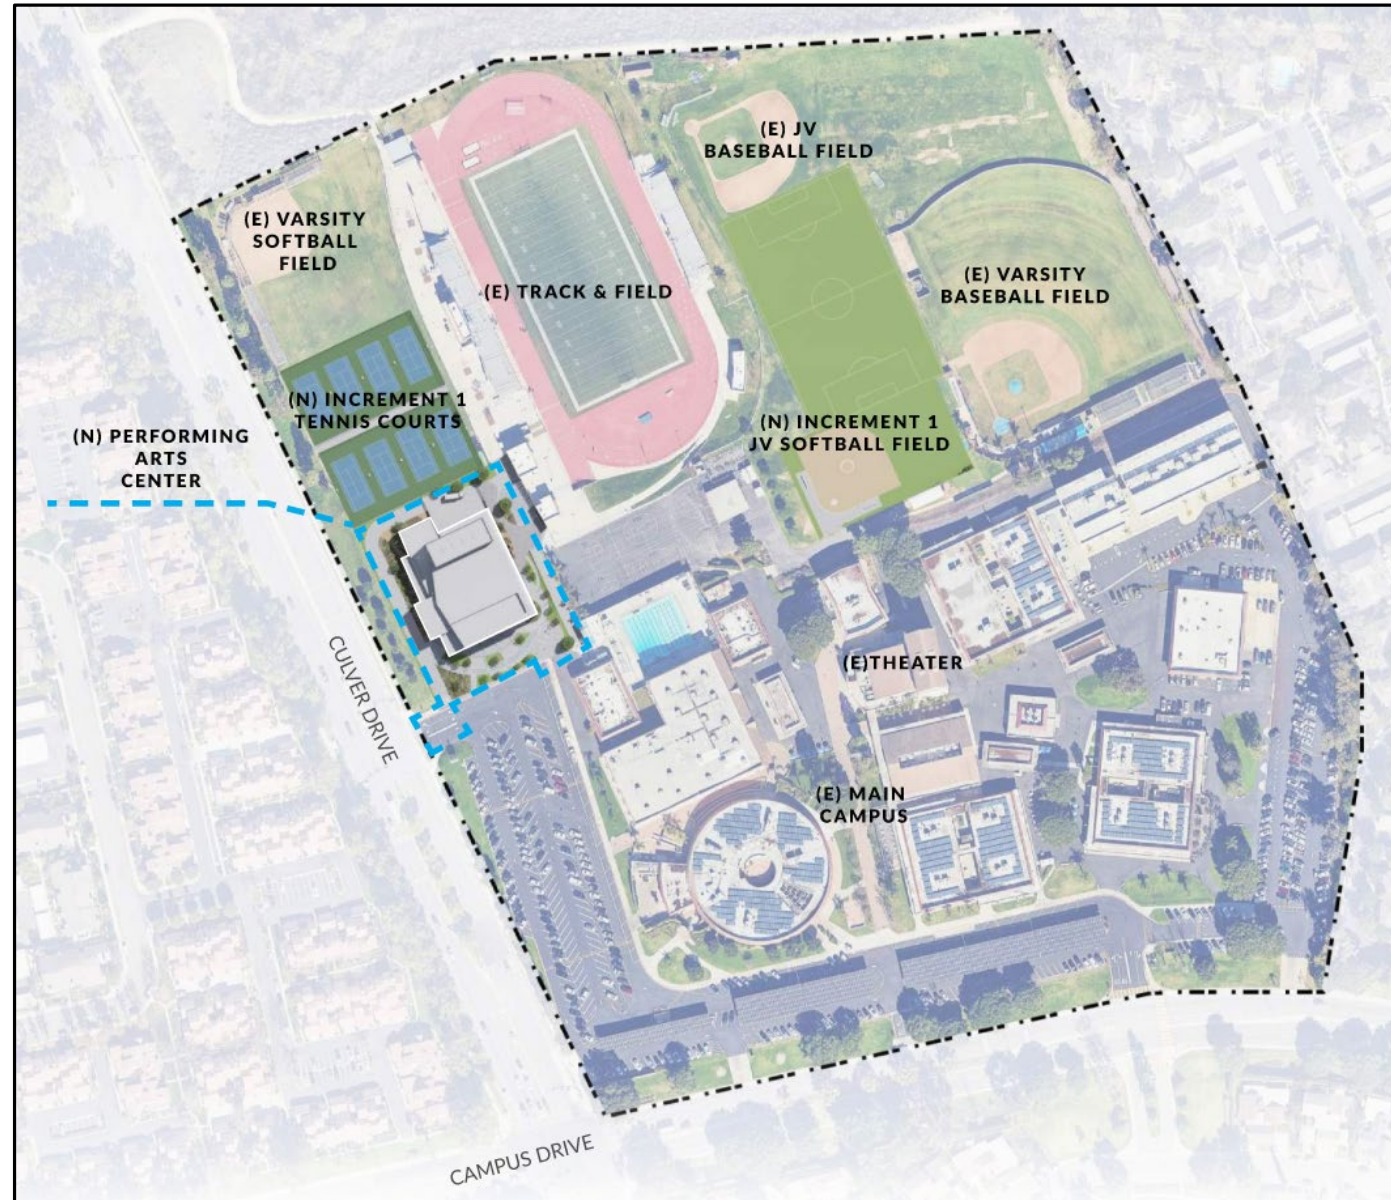 (E) JV
BASEBALL FIELD
(E) VARSITY
SOFTBALL
FIELD
(E) TRACK & FIELD
(E) VARSITY
BASEBALL FIELD
(N) INCREMENT 1
TENNIS COURTS
(N) INCREMENT 1
JV SOFTBALL FIELD
(N) PERFORMING
ARTS
CENTER
CULVER DRIVE
(E)THEATER
(E) MAIN
CAMPUS
CAMPUS DRIVE